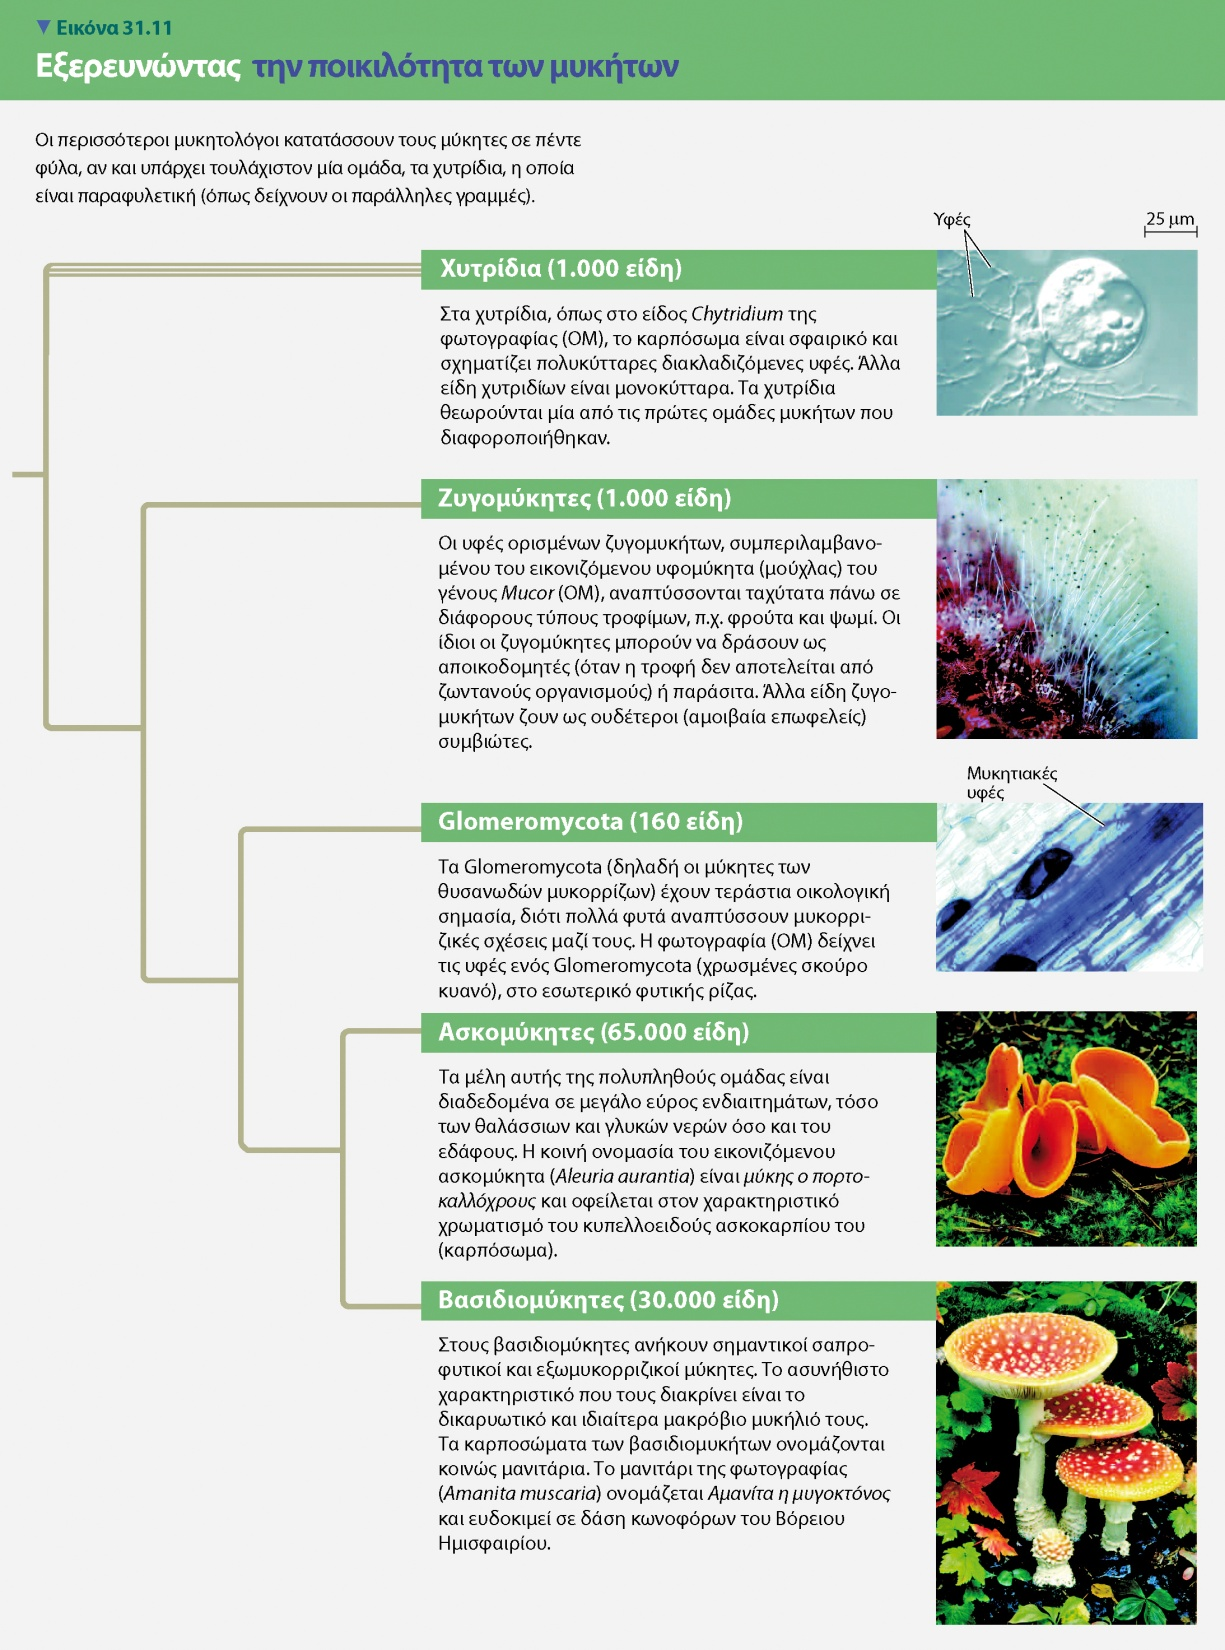 ▼ Εικόνα 31.11
Εξερευνώντας την ποικιλότητα των μυκήτων
Οι περισσότεροι μυκητολόγοι κατατάσσουν τους μύκητες σε πέντε
φύλα, αν και υπάρχει τουλάχιστον μία ομάδα, τα χυτρίδια, η οποία
είναι παραφυλετική (όπως δείχνουν οι παράλληλες γραμμές).
Υφές
25 μm
Χυτρίδια (1.000 είδη)
Στα χυτρίδια, όπως στο είδος Chytridium της
φωτογραφίας (ΟΜ), το καρπόσωμα είναι σφαιρικό και
σχηματίζει πολυκύτταρες διακλαδιζόμενες υφές. Άλλα
είδη χυτριδίων είναι μονοκύτταρα. Τα χυτρίδια
θεωρούνται μία από τις πρώτες ομάδες μυκήτων που
διαφοροποιήθηκαν.
Ζυγομύκητες (1.000 είδη)
Οι υφές ορισμένων ζυγομυκήτων, συμπεριλαμβανο-
μένου του εικονιζόμενου υφομύκητα (μούχλας) του
γένους Mucor (ΟΜ), αναπτύσσονται ταχύτατα πάνω σε
διάφορους τύπους τροφίμων, π.χ. φρούτα και ψωμί. Οι
ίδιοι οι ζυγομύκητες μπορούν να δράσουν ως
αποικοδομητές (όταν η τροφή δεν αποτελείται από
ζωντανούς οργανισμούς) ή παράσιτα. Άλλα είδη ζυγο-
μυκήτων ζουν ως ουδέτεροι (αμοιβαία επωφελείς)
συμβιώτες.
Μυκητιακές
υφές
Glomeromycota (160 είδη)
Τα Glomeromycota (δηλαδή οι μύκητες των
θυσανωδών μυκορρίζων) έχουν τεράστια οικολογική
σημασία, διότι πολλά φυτά αναπτύσσουν μυκορρι-
ζικές σχέσεις μαζί τους. Η φωτογραφία (ΟΜ) δείχνει
τις υφές ενός Glomeromycota (χρωσμένες σκούρο
κυανό), στο εσωτερικό φυτικής ρίζας.
Ασκομύκητες (65.000 είδη)
Τα μέλη αυτής της πολυπληθούς ομάδας είναι
διαδεδομένα σε μεγάλο εύρος ενδιαιτημάτων, τόσο
των θαλάσσιων και γλυκών νερών όσο και του
εδάφους. Η κοινή ονομασία του εικονιζόμενου
ασκομύκητα (Aleuria aurantia) είναι μύκης ο πορτο-
καλλόχρους και οφείλεται στον χαρακτηριστικό
χρωματισμό του κυπελλοειδούς ασκοκαρπίου του
(καρπόσωμα).
Βασιδιομύκητες (30.000 είδη)
Στους βασιδιομύκητες ανήκουν σημαντικοί σαπρο-
φυτικοί και εξωμυκορριζικοί μύκητες. Το ασυνήθιστο
χαρακτηριστικό που τους διακρίνει είναι το
δικαρυωτικό και ιδιαίτερα μακρόβιο μυκήλιό τους.
Τα καρποσώματα των βασιδιομυκήτων ονομάζονται
κοινώς μανιτάρια. Το μανιτάρι της φωτογραφίας
(Amanita muscaria) ονομάζεται Αμανίτα η μυγοκτόνος
και ευδοκιμεί σε δάση κωνοφόρων του Βόρειου
Ημισφαιρίου.